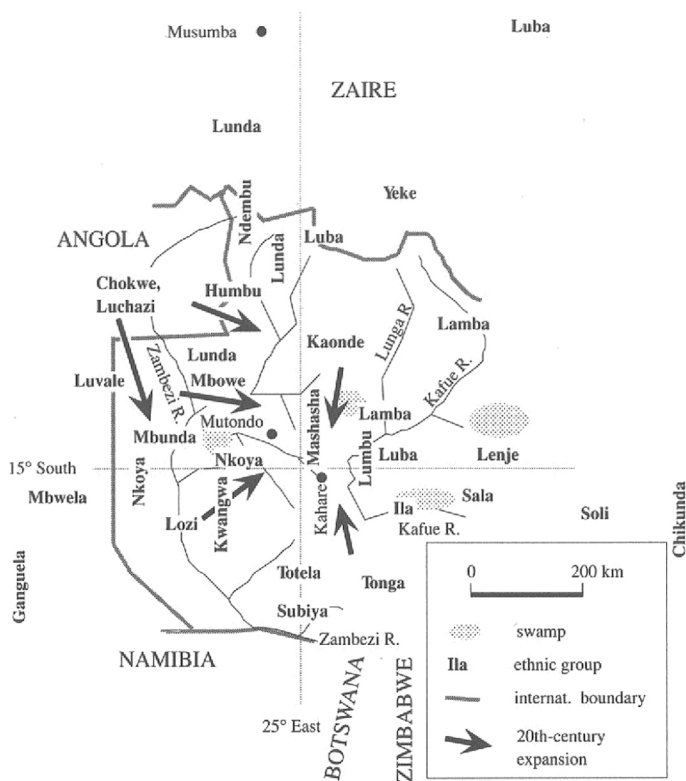 Musumba
Luba
ZAIRE
Lunda
Ndembu
Yeke
ANGOLA
Lunda
Luba
Chokwe,
Luchazi
Humbu
Lunga R
Lamba
Kaonde
Zambezi R.
Lunda
Luvale
Mbowe
Kafue R.
Mutondo
Mashasha
Lamba
Mbunda
Lumbu
Luba
Lenje
15° South
Nkoya
Nkoya
Mbwela
Kwangwa
Kahare
Sala
Ila
Lozi
Kafue R.
Soli
Chikunda
Ganguela
Totela
Tonga
Subiya
Zambezi R.
NAMIBIA
25° East
BOTSWANA
ZIMBABWE
0 200 km
swamp
Ila ethnic group
internat. boundary
20th-century
expansion